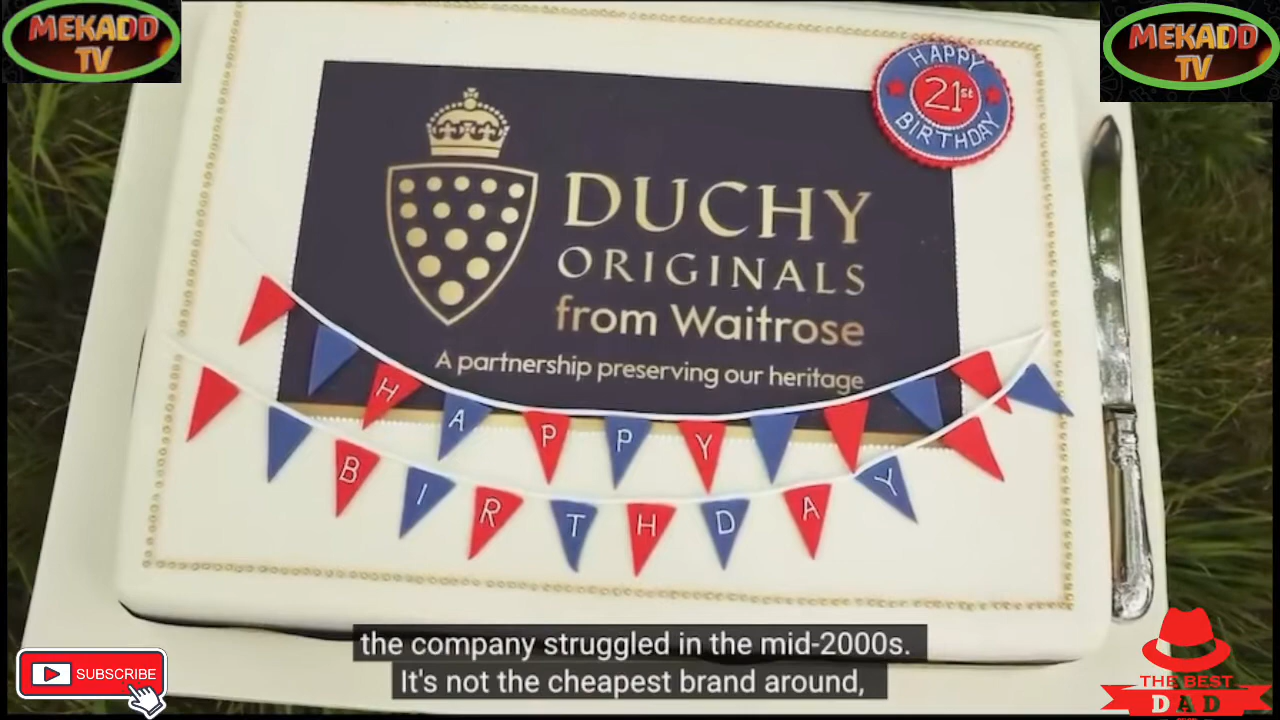 MEKADD
TV
MEKADD
TV
HAPPY
21st
BIRTHDAY
DUCHY
ORIGINALS
from Waitrose
A partnership preserving our heritage
HAPPY
BIRTHDAY
the company struggled in the mid-2000s.
It's not the cheapest brand around,
SUBSCRIBE
THE BEST
DAD